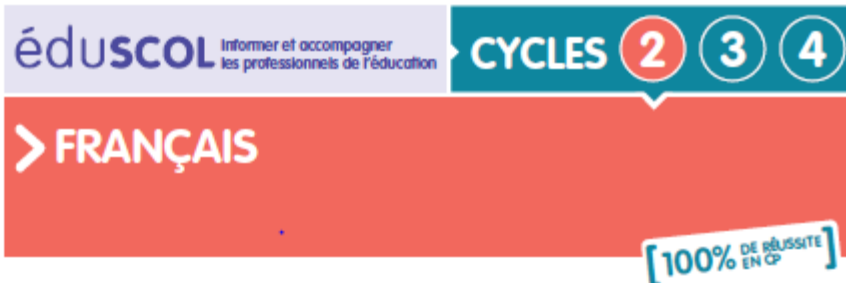 éduSCOL Informer et accompagner
les professionnels de l'éducation
CYCLES 2 3 4
> FRANÇAIS
[100% DE RÉUSSITE
EN CP]